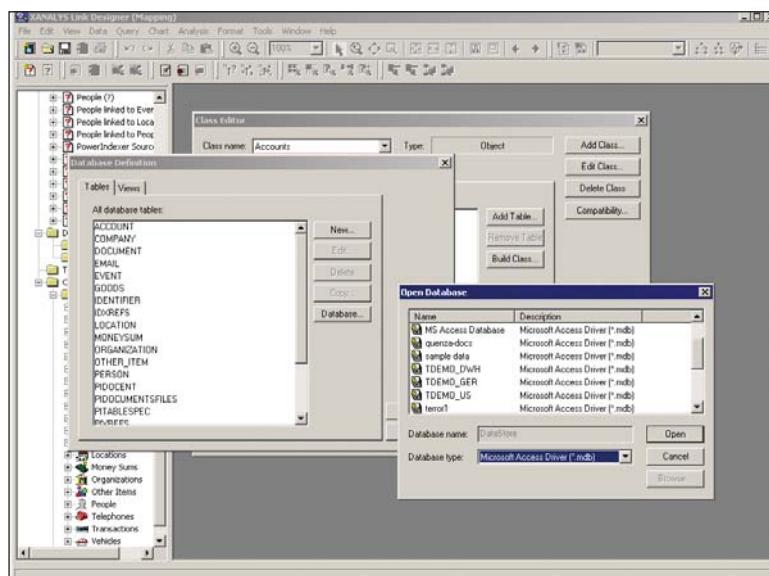 XANALYS Link Designer (Mapping)
File Edit View Data Query Chart Analysis Format Tools Window Help
100%
People (?)
People linked to Ever
People linked to Loca
People linked to Peop
PowerIndexer Sourc
Class Editor
Class name: Accounts Type: Object
Add Class...
Edit Class...
Delete Class
Compatibility...
Add Table...
Remove Table
Build Class...
Database Definition
Tables Views
All database tables:
ACCOUNT
COMPANY
DOCUMENT
EMAIL
EVENT
GOODS
IDENTIFIER
IDXREFS
LOCATION
MONEYSUM
ORGANIZATION
OTHER_ITEM
PERSON
PIDOCENT
PIDOCUMENTSFILES
PITABLESPEC
New...
Edit...
Delete
Copy...
Database...
Open Database
Name Description
MS Access Database Microsoft Access Driver (*.mdb)
quenza-docs Microsoft Access Driver (*.mdb)
sample data Microsoft Access Driver (*.mdb)
TDEMO_DWH Microsoft Access Driver (*.mdb)
TDEMO_GER Microsoft Access Driver (*.mdb)
TDEMO_US Microsoft Access Driver (*.mdb)
terror1 Microsoft Access Driver (*.mdb)
Database name: DataStore
Open
Database type: Microsoft Access Driver (*.mdb)
Cancel
Browse...
Locations
Money Sums
Organizations
Other Items
People
Telephones
Transactions
Vehicles